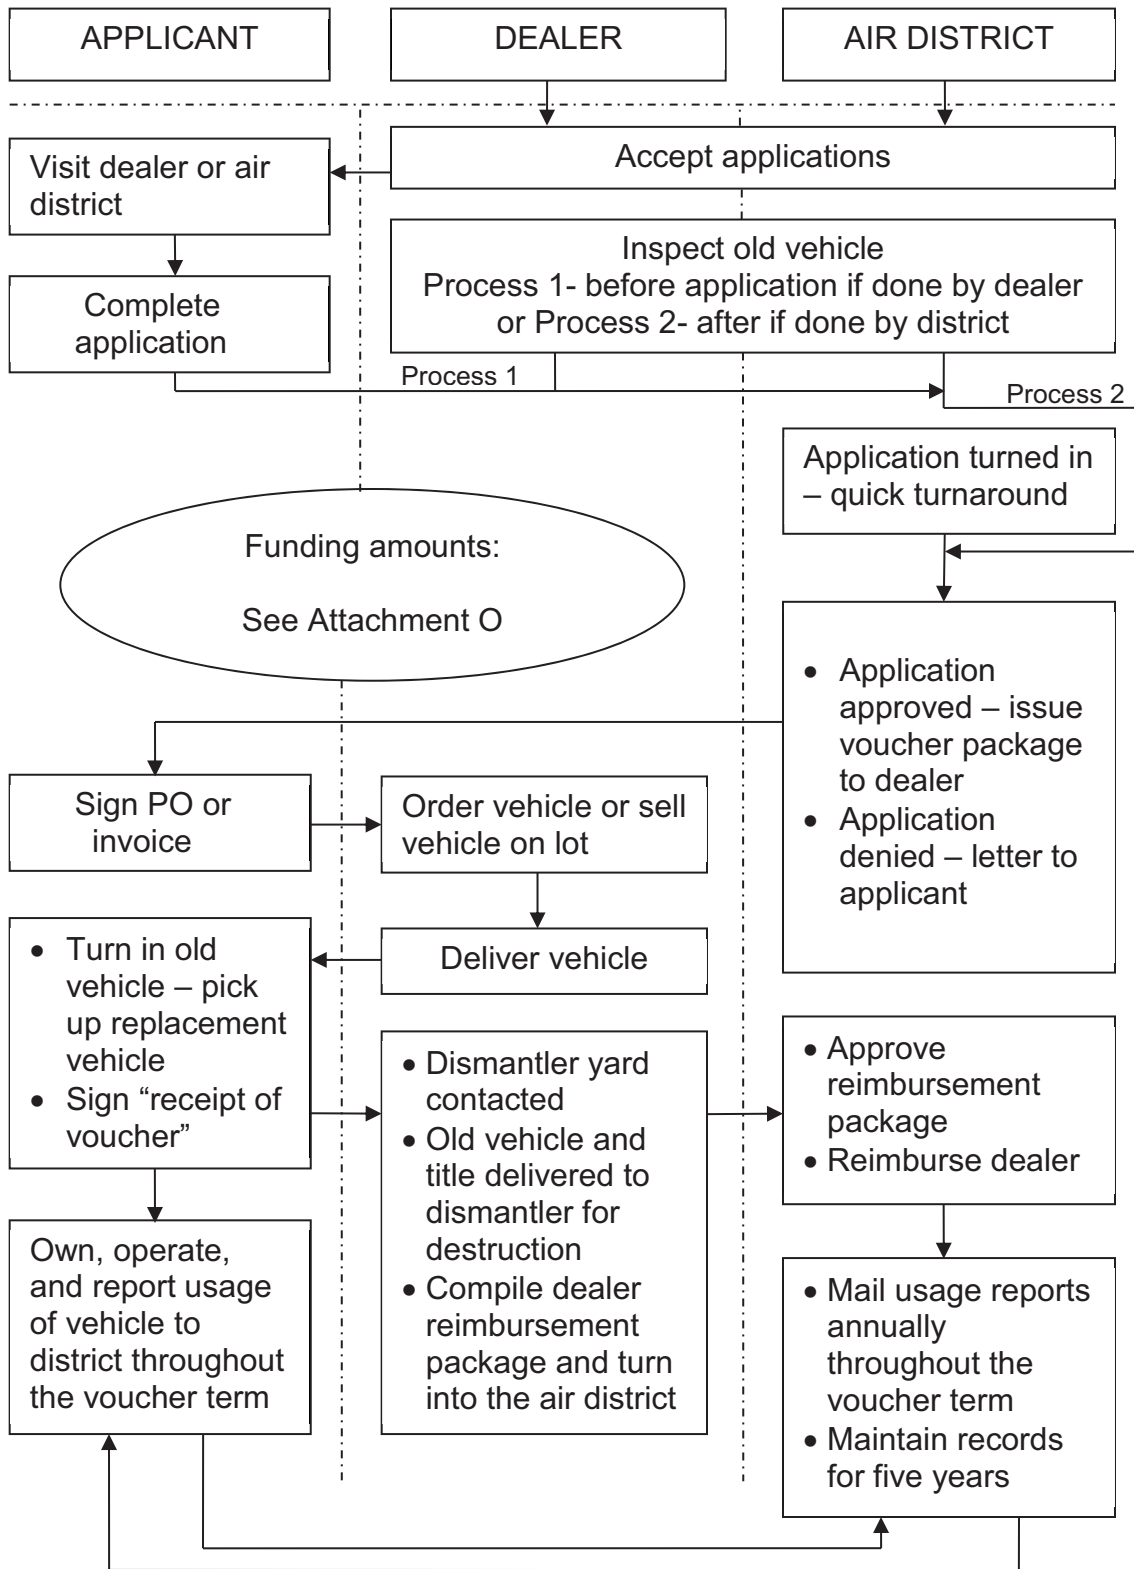 APPLICANT
DEALER
AIR DISTRICT
Accept applications
Visit dealer or air
district
Inspect old vehicle
Process 1- before application if done by dealer
or Process 2- after if done by district
Complete
application
Process 1
Process 2
Application turned in
– quick turnaround
Funding amounts:
See Attachment O
• Application
approved – issue
voucher package
to dealer
• Application
denied – letter to
applicant
Sign PO or
invoice
Order vehicle or sell
vehicle on lot
• Turn in old
vehicle – pick
up replacement
vehicle
• Sign “receipt of
voucher”
Deliver vehicle
• Dismantler yard
contacted
• Old vehicle and
title delivered to
dismantler for
destruction
• Compile dealer
reimbursement
package and turn
into the air district
• Approve
reimbursement
package
• Reimburse dealer
Own, operate,
and report usage
of vehicle to
district throughout
the voucher term
• Mail usage reports
annually
throughout the
voucher term
• Maintain records
for five years